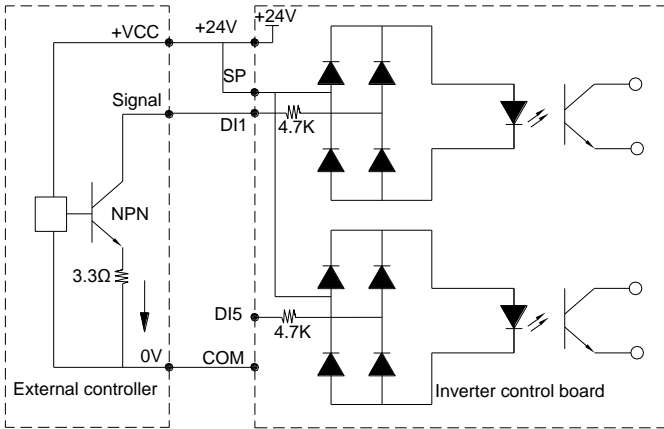 +24V
+VCC
+24V
SP
Signal
DI1
4.7K
NPN
3.3Ω
DI5
4.7K
0V
COM
External controller
Inverter control board